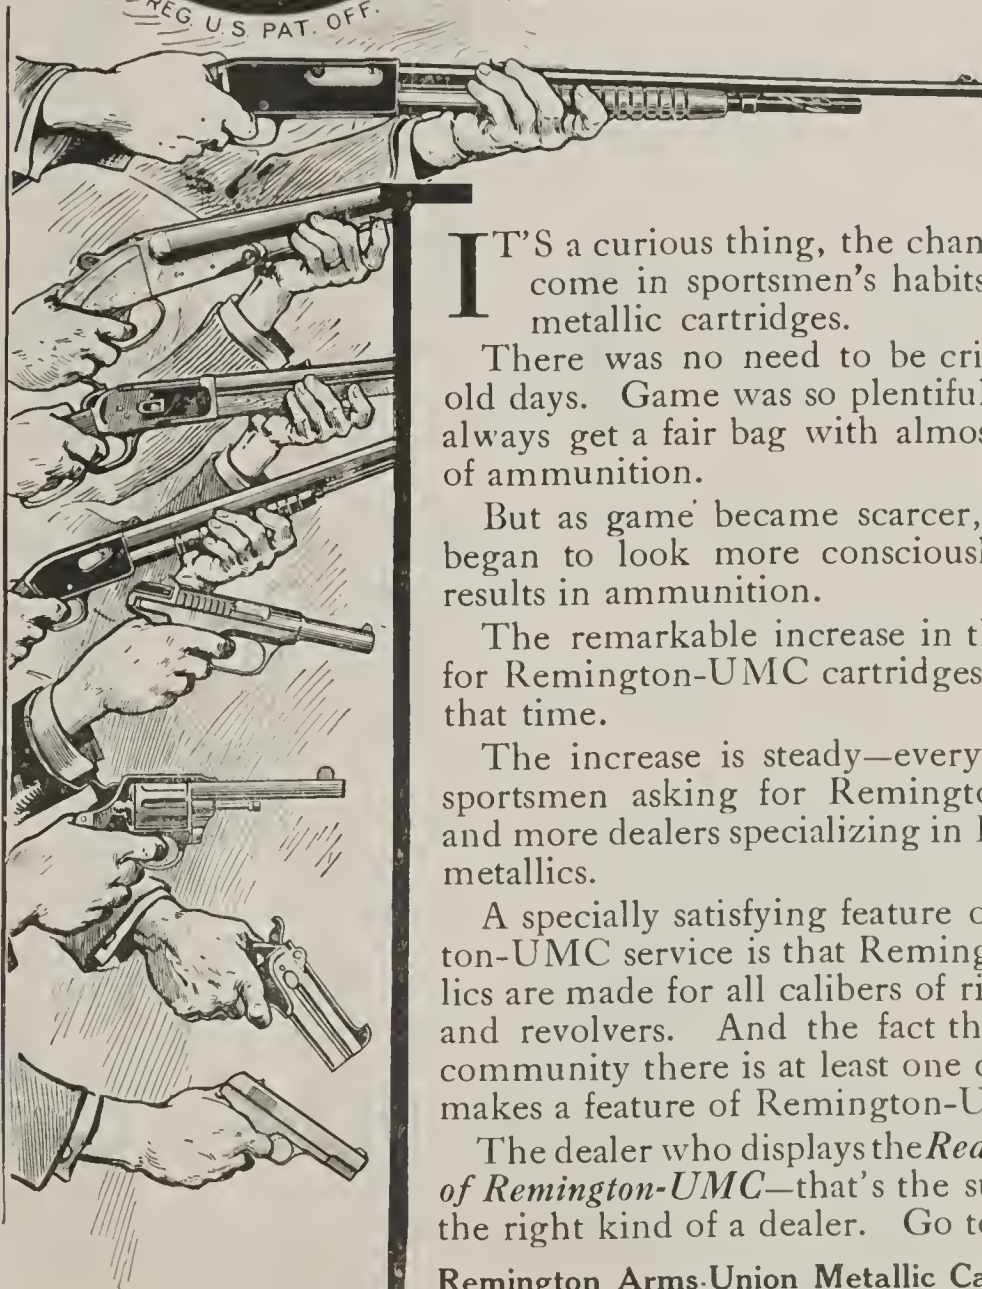 REG. U.S. PAT. OFF.
IT'S a curious thing, the chan
come in sportsmen's habits
metallic cartridges.
There was no need to be cri
old days. Game was so plentiful
always get a fair bag with almos
of ammunition.
But as game became scarcer,
began to look more consciousl
results in ammunition.
The remarkable increase in th
for Remington-UMC cartridges
that time.
The increase is steady—every
sportsmen asking for Remingto
and more dealers specializing in
metallics.
A specially satisfying feature o
ton-UMC service is that Reming
lics are made for all calibers of ri
and revolvers. And the fact tha
community there is at least one
makes a feature of Remington-U
The dealer who displays the Rea
of Remington-UMC—that's the su
the right kind of a dealer. Go to
Remington Arms-Union Metallic Ca